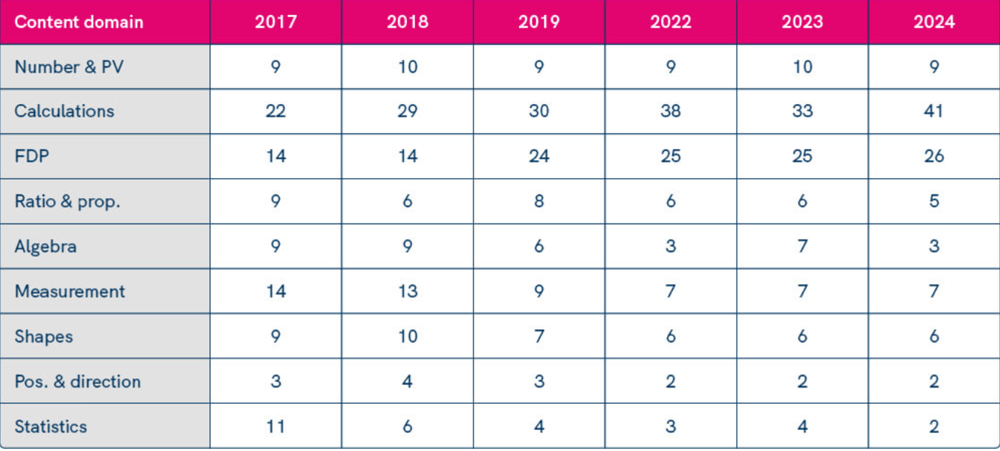 Content domain 2017 2018 2019 2022 2023 2024
Number & PV 9 10 9 9 10 9
Calculations 22 29 30 38 33 41
FDP 14 14 24 25 25 26
Ratio & prop. 9 6 8 6 6 5
Algebra 9 9 6 3 7 3
Measurement 14 13 9 7 7 7
Shapes 9 10 7 6 6 6
Pos. & direction 3 4 3 2 2 2
Statistics 11 6 4 3 4 2